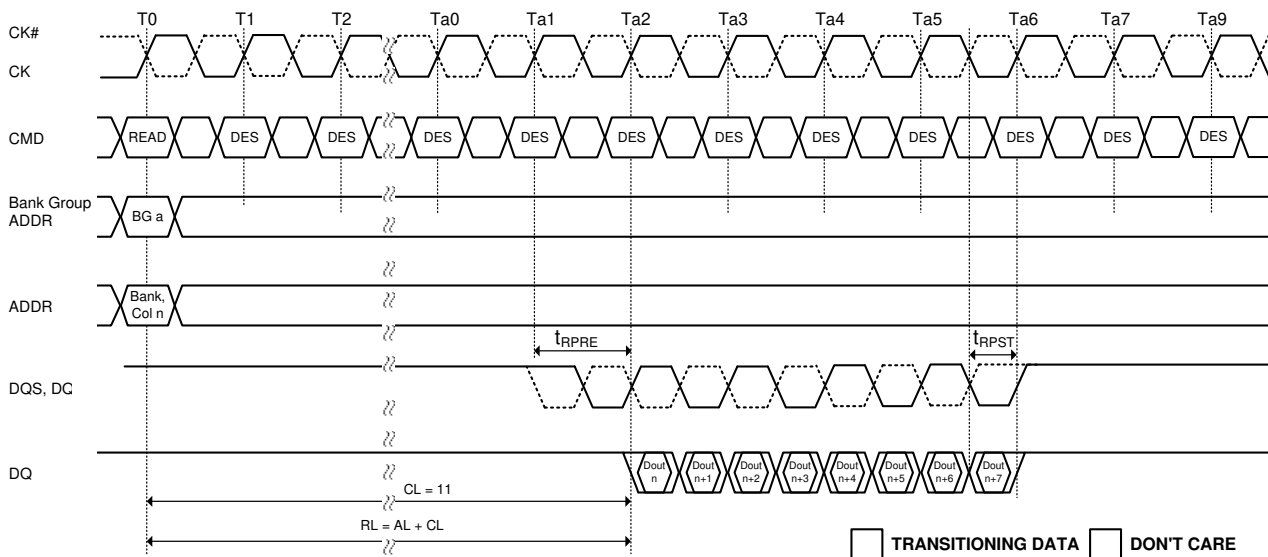 T0 T1 T2 Ta0 Ta1 Ta2 Ta3 Ta4 Ta5 Ta6 Ta7 Ta9
CK#
CK
CMD READ DES DES DES DES DES DES DES DES DES DES DES
Bank Group
ADDR
BG a
ADDR
Bank,
Col n
tRPRE tRPST
DQS, DQ
DQ
Dout n
Dout n+1
Dout n+2
Dout n+3
Dout n+4
Dout n+5
Dout n+6
Dout n+7
CL = 11
RL = AL + CL
TRANSITIONING DATA DON'T CARE